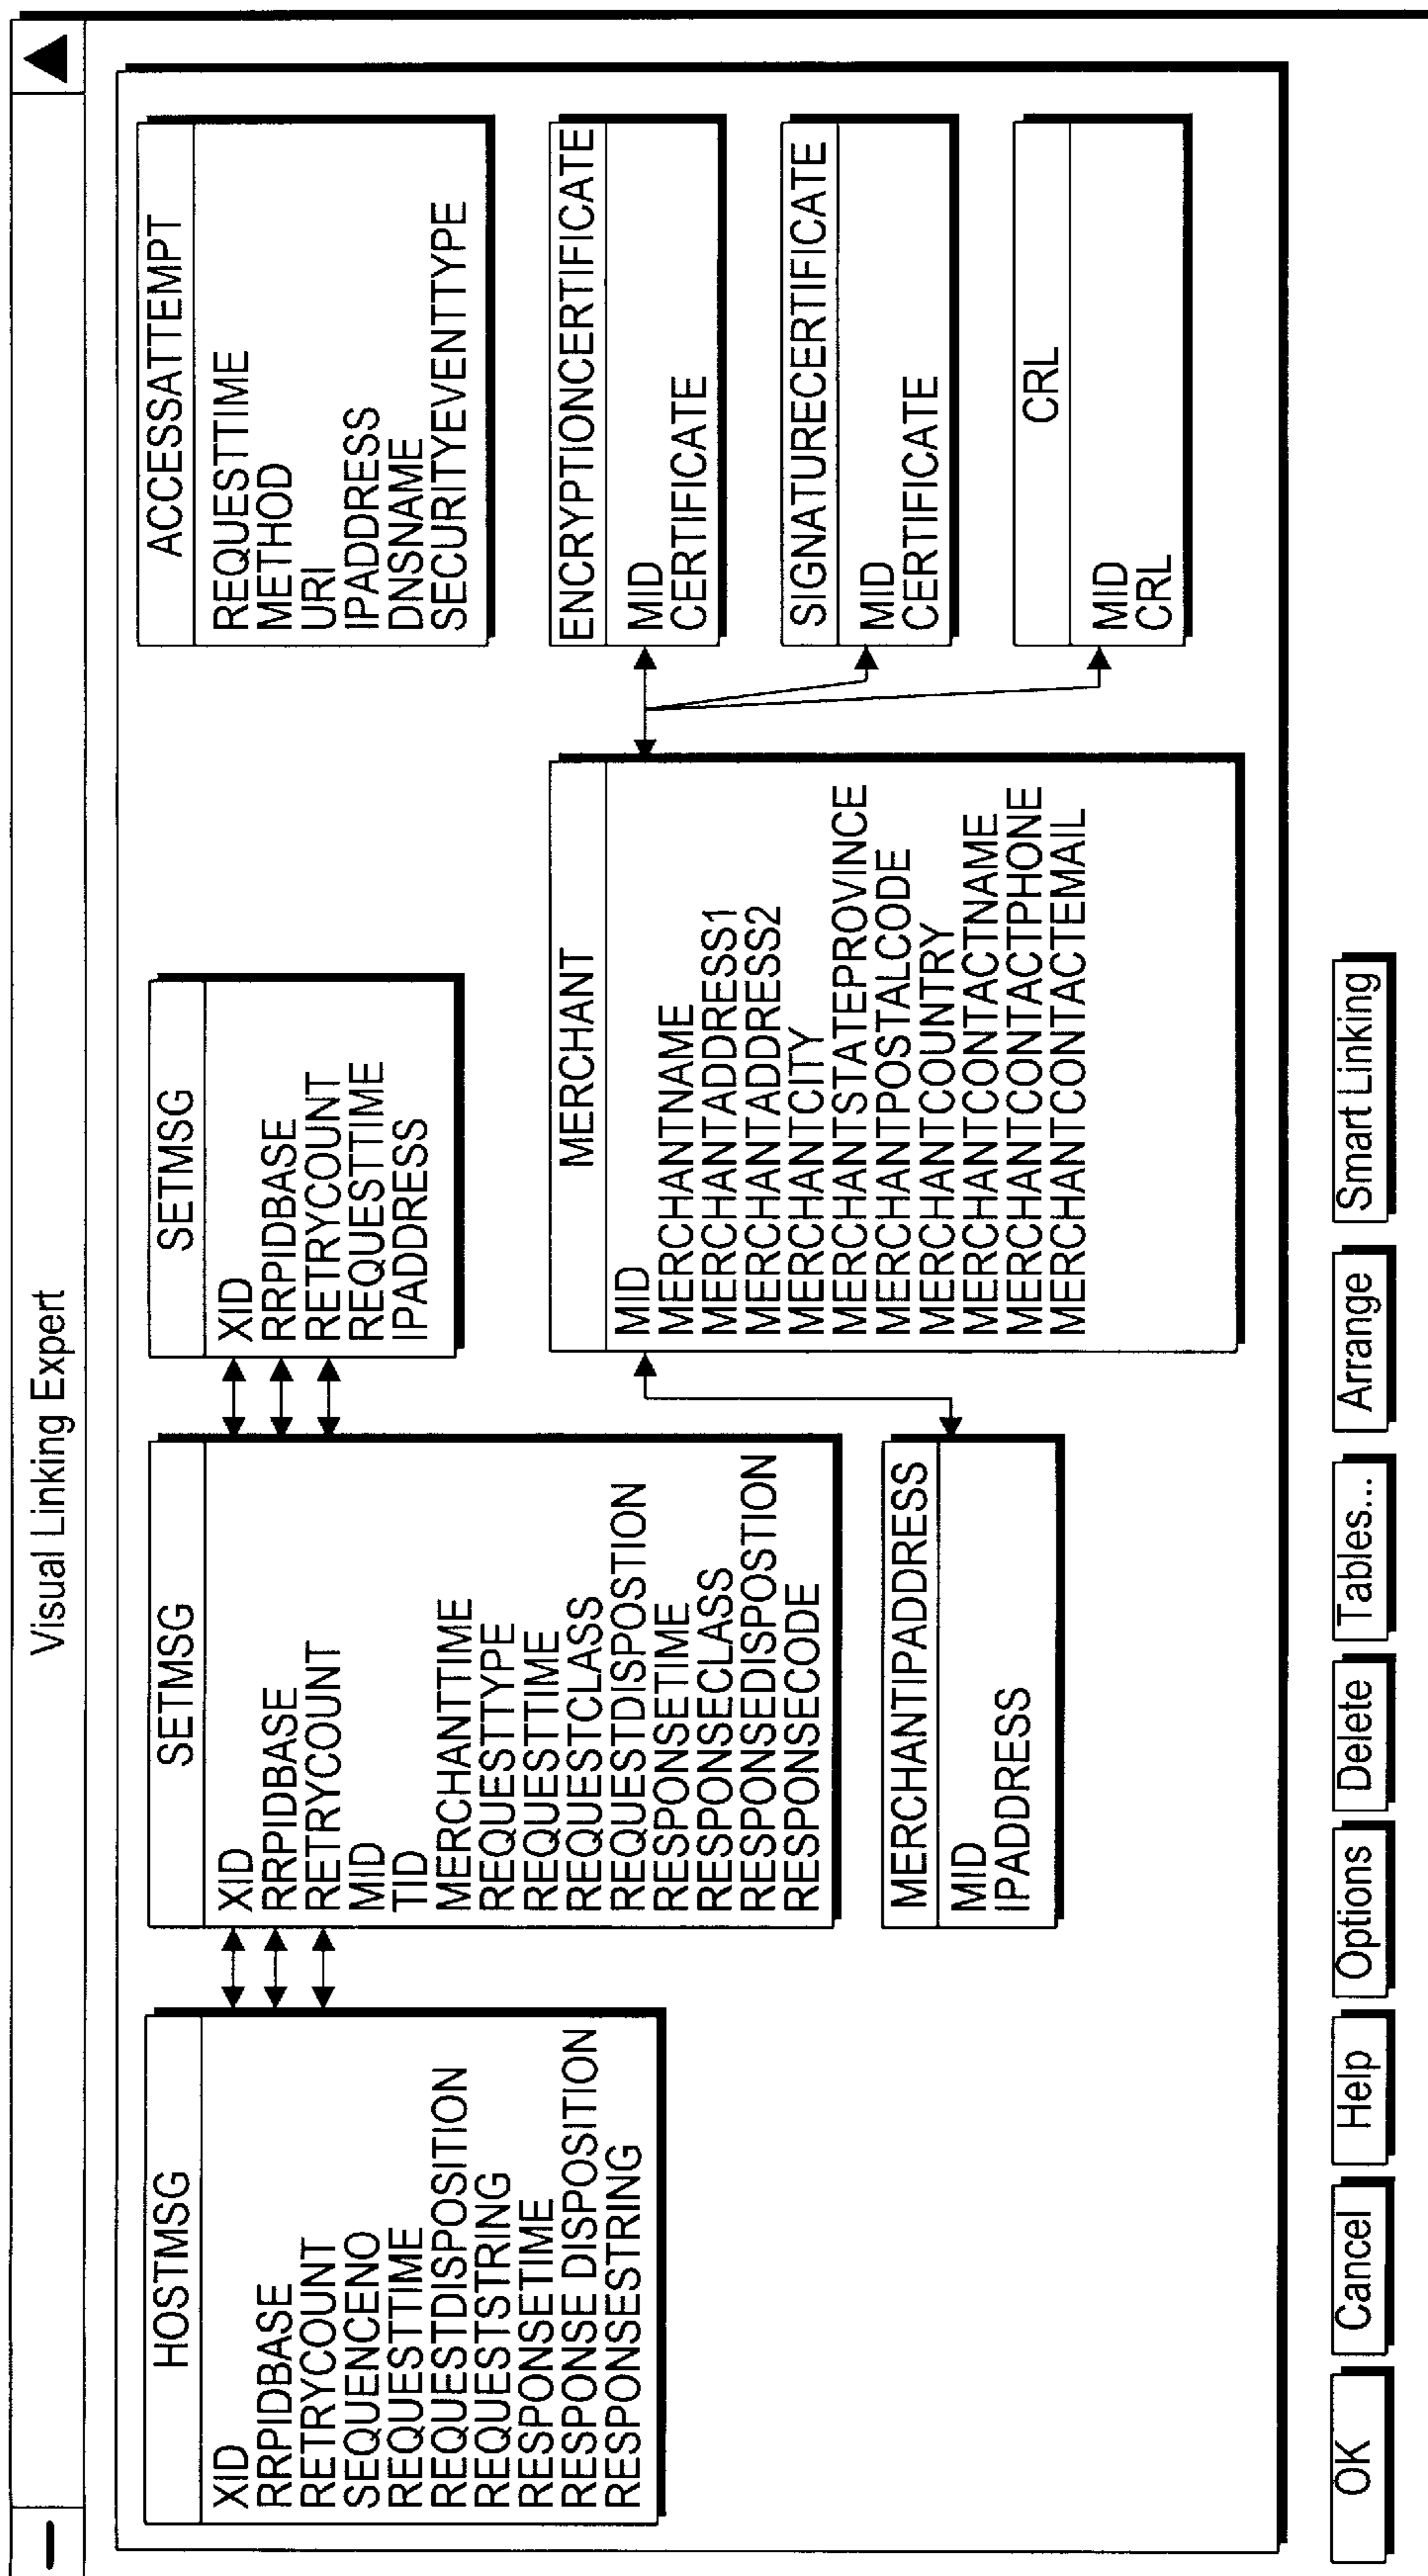 Visual Linking Expert
HOSTMSG
XID
RRPIDBASE
RETRYCOUNT
SEQUENCENO
REQUESTTIME
REQUESTDISPOSITION
REQUESTSTRING
RESPONSETIME
RESPONSE DISPOSITION
RESPONSESTRING
SETMSG
XID
RRPIDBASE
RETRYCOUNT
MID
TID
MERCHANTTIME
REQUESTTYPE
REQUESTTIME
REQUESTCLASS
REQUESTDISPOSTION
RESPONSETIME
RESPONSECLASS
RESPONSEDISPOSTION
RESPONSECODE
SETMSG
XID
RRPIDBASE
RETRYCOUNT
REQUESTTIME
IPADDRESS
ACCESSATTEMPT
REQUESTTIME
METHOD
URI
IPADDRESS
DNSNAME
SECURITYEVENTTYPE
MERCHANTIPADDRESS
MID
IPADDRESS
MERCHANT
MID
MERCHANTNAME
MERCHANTADDRESS1
MERCHANTADDRESS2
MERCHANTCITY
MERCHANTSTATEPROVINCE
MERCHANTPOSTALCODE
MERCHANTCOUNTRY
MERCHANTCONTACTNAME
MERCHANTCONTACTPHONE
MERCHANTCONTACTEMAIL
ENCRYPTIONCERTIFICATE
MID
CERTIFICATE
SIGNATURECERTIFICATE
MID
CERTIFICATE
CRL
MID
CRL
OK
Cancel
Help
Options
Delete
Tables...
Arrange
Smart Linking